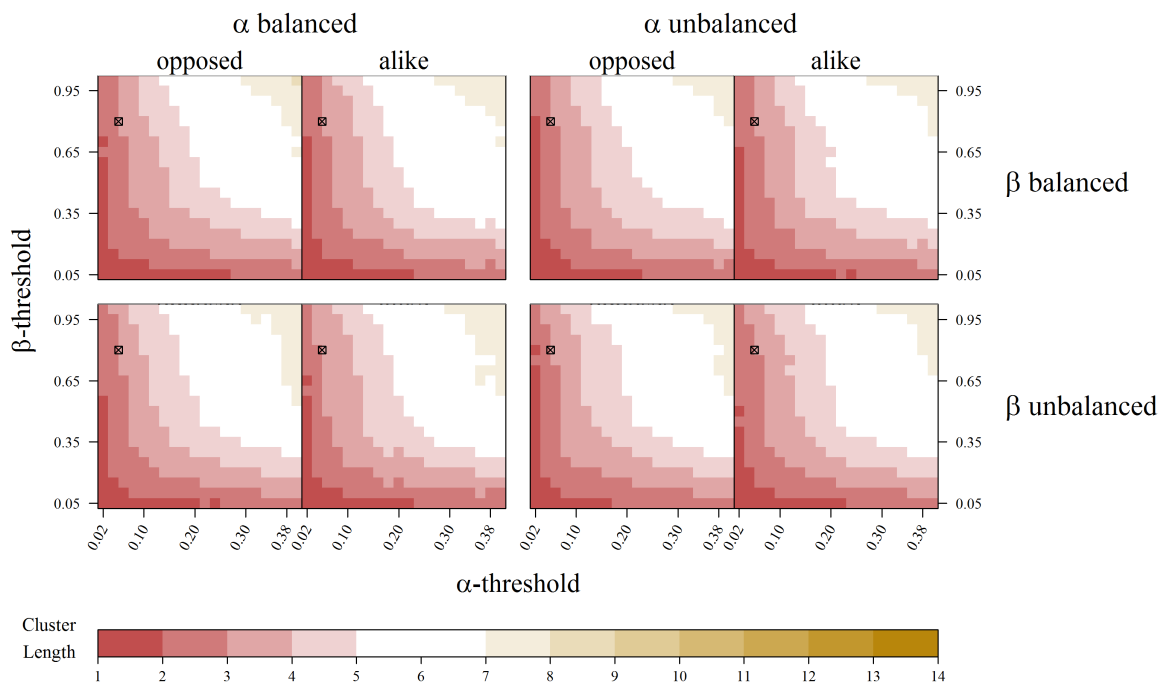 α balanced α unbalanced
opposed alike opposed alike
0.95 0.95
0.65 0.65
β balanced
0.35 0.35
0.05 0.05
β-threshold
0.95 0.95
0.65 0.65
β unbalanced
0.35 0.35
0.05 0.05
0.02 0.10 0.20 0.30 0.38 0.02 0.10 0.20 0.30 0.38 0.02 0.10 0.20 0.30 0.38 0.02 0.10 0.20 0.30 0.38
α-threshold
Cluster
Length
1 2 3 4 5 6 7 8 9 10 11 12 13 14